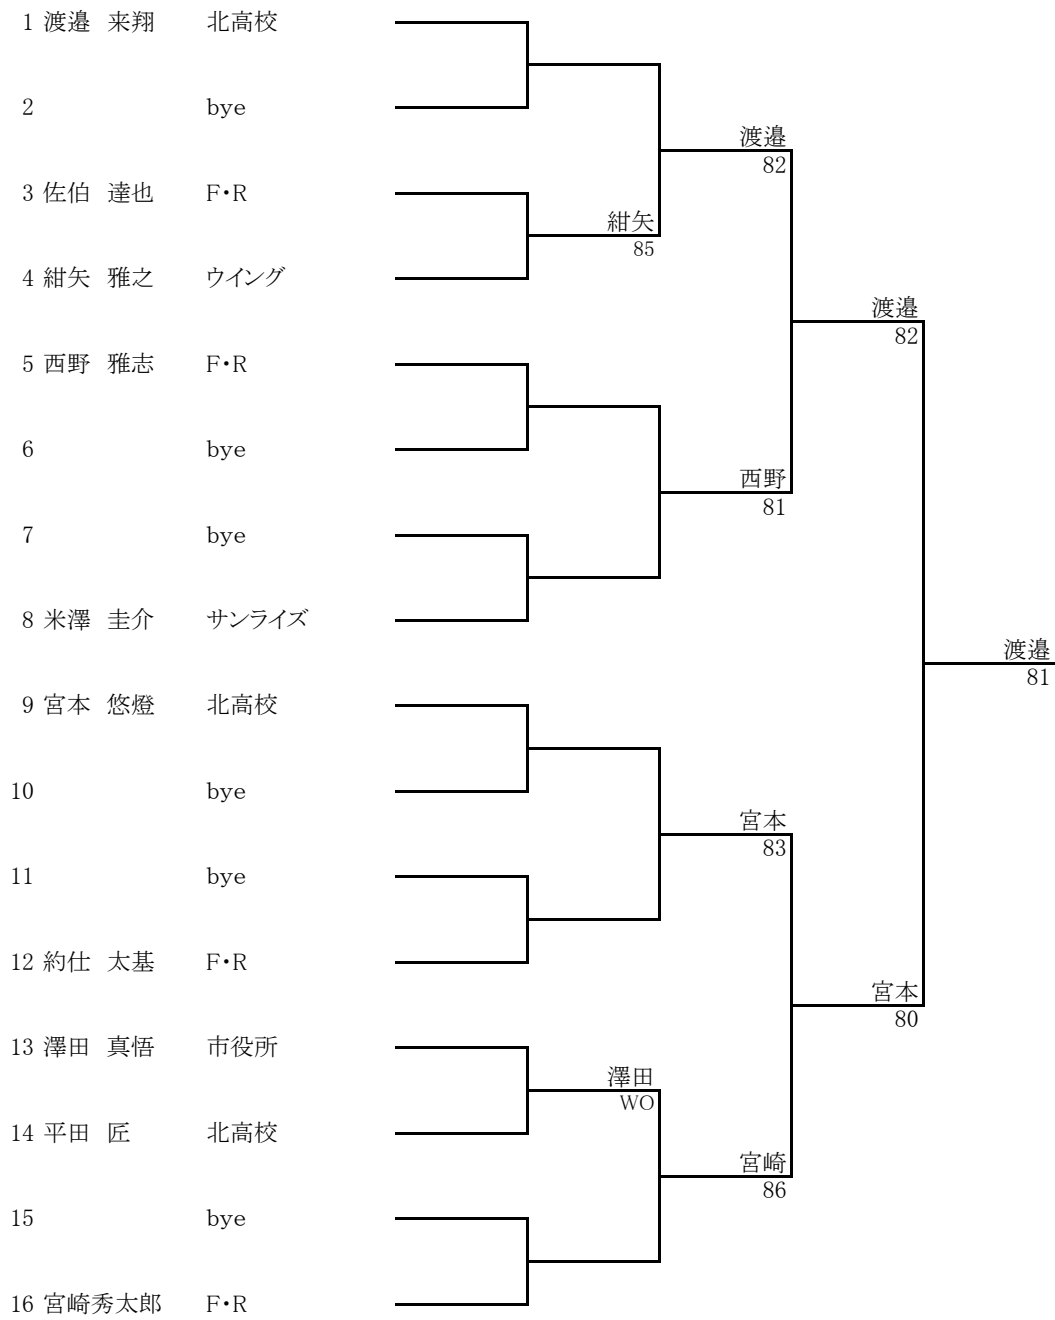 1 渡邉 来翔 北高校
2 bye
渡邉
82
3 佐伯 達也 F・R
紺矢
85
4 紺矢 雅之 ウイング
渡邉
82
5 西野 雅志 F・R
6 bye
西野
81
7 bye
8 米澤 圭介 サンライズ
渡邉
81
9 宮本 悠燈 北高校
10 bye
宮本
83
11 bye
12 約仕 太基 F・R
宮本
80
13 澤田 真悟 市役所
澤田
WO
14 平田 匠 北高校
宮崎
86
15 bye
16 宮崎秀太郎 F・R